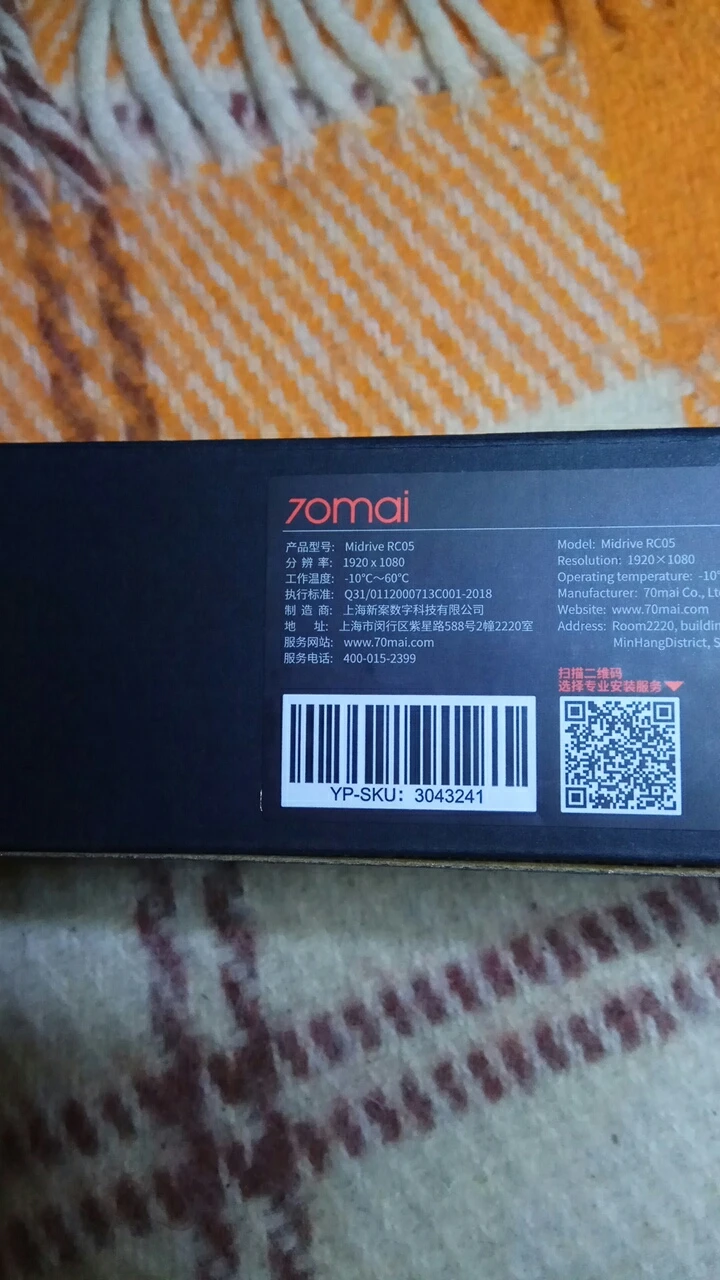 70mai
产品型号: Midrive RC05
分 辨 率: 1920 x 1080
工作温度: -10℃～60℃
执行标准: Q31/0112000713C001-2018
制 造 商: 上海新案数字科技有限公司
地 址: 上海市闵行区紫星路588号2幢2220室
服务网站: www.70mai.com
服务电话: 400-015-2399
Model: Midrive RC05
Resolution: 1920 X 1080
Operating temperature: -10°
Manufacturer: 70mai Co., Lt
Website: www.70mai.com
Address: Room2220, building
MinHangDistrict, S
扫描二维码
选择专业安装服务
YP-SKU: 3043241